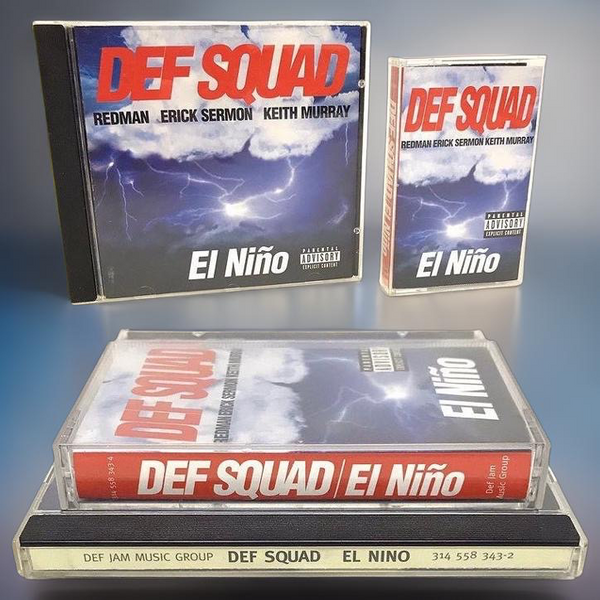 DEF SQUAD
REDMAN ERICK SERMON KEITH MURRAY
El Niño
PARENTAL
ADVISORY
EXPLICIT CONTENT
DEF SQUAD
REDMAN ERICK SERMON KEITH MURRAY
El Niño
PARENTAL
ADVISORY
EXPLICIT CONTENT
DEF SQUAD
REDMAN ERICK SERMON KEITH MURRAY
ADVISORY
El Niño
314 558 343-4
DEF SQUAD/El Niño
Def Jam
Music Group
DEF JAM MUSIC GROUP DEF SQUAD EL NINO 314 558 343-2